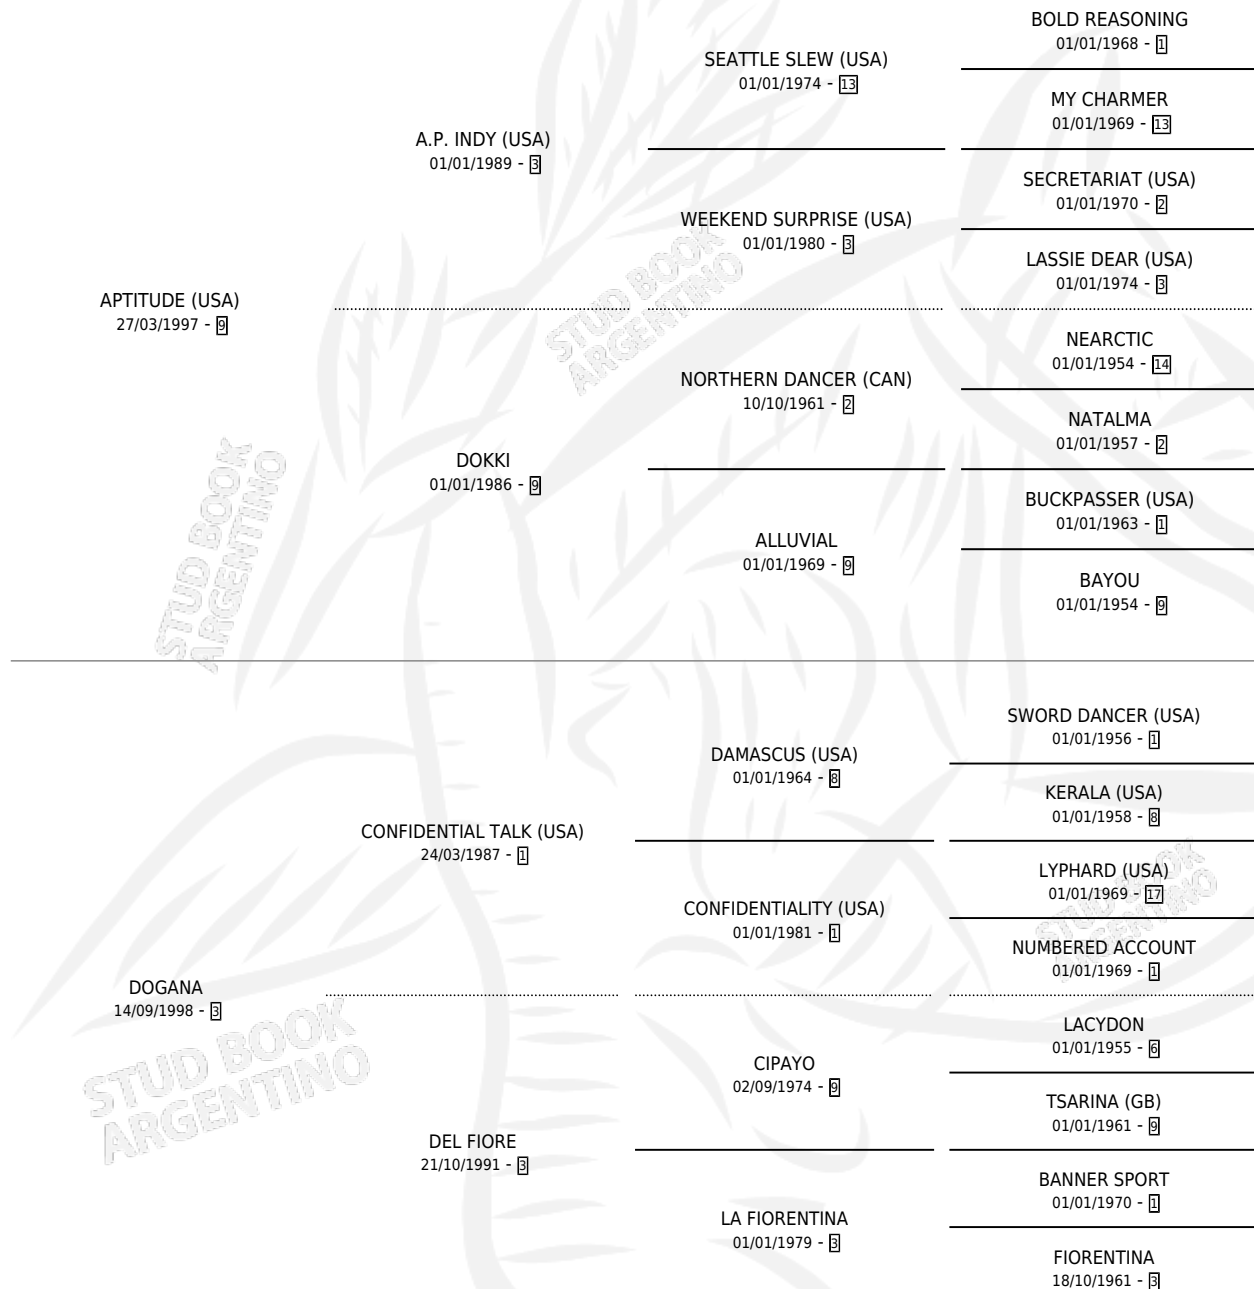 BOLD REASONING
01/01/1968 - 1
SEATTLE SLEW (USA)
01/01/1974 - 13
MY CHARMER
01/01/1969 - 13
A.P. INDY (USA)
01/01/1989 - 3
SECRETARIAT (USA)
01/01/1970 - 2
WEEKEND SURPRISE (USA)
01/01/1980 - 3
LASSIE DEAR (USA)
01/01/1974 - 3
STUD BOOK
ARGENTINO
APTITUDE (USA)
27/03/1997 - 9
NEARCTIC
01/01/1954 - 14
NORTHERN DANCER (CAN)
10/10/1961 - 2
NATALMA
01/01/1957 - 2
DOKKI
01/01/1986 - 9
BUCKPASSER (USA)
01/01/1963 - 1
ALLUVIAL
01/01/1969 - 9
BAYOU
01/01/1954 - 9
STUD BOOK
ARGENTINO
SWORD DANCER (USA)
01/01/1956 - 1
DAMASCUS (USA)
01/01/1964 - 8
KERALA (USA)
01/01/1958 - 8
CONFIDENTIAL TALK (USA)
24/03/1987 - 1
LYPHARD (USA)
01/01/1969 - 17
CONFIDENTIALITY (USA)
01/01/1981 - 1
NUMBERED ACCOUNT
01/01/1969 - 1
STUD BOOK
ARGENTINO
DOGANA
14/09/1998 - 3
LACYDON
01/01/1955 - 6
CIPAYO
02/09/1974 - 9
TSARINA (GB)
01/01/1961 - 9
STUD BOOK
ARGENTINO
DEL FIORE
21/10/1991 - 3
BANNER SPORT
01/01/1970 - 1
LA FIORENTINA
01/01/1979 - 3
FIORENTINA
18/10/1961 - 3